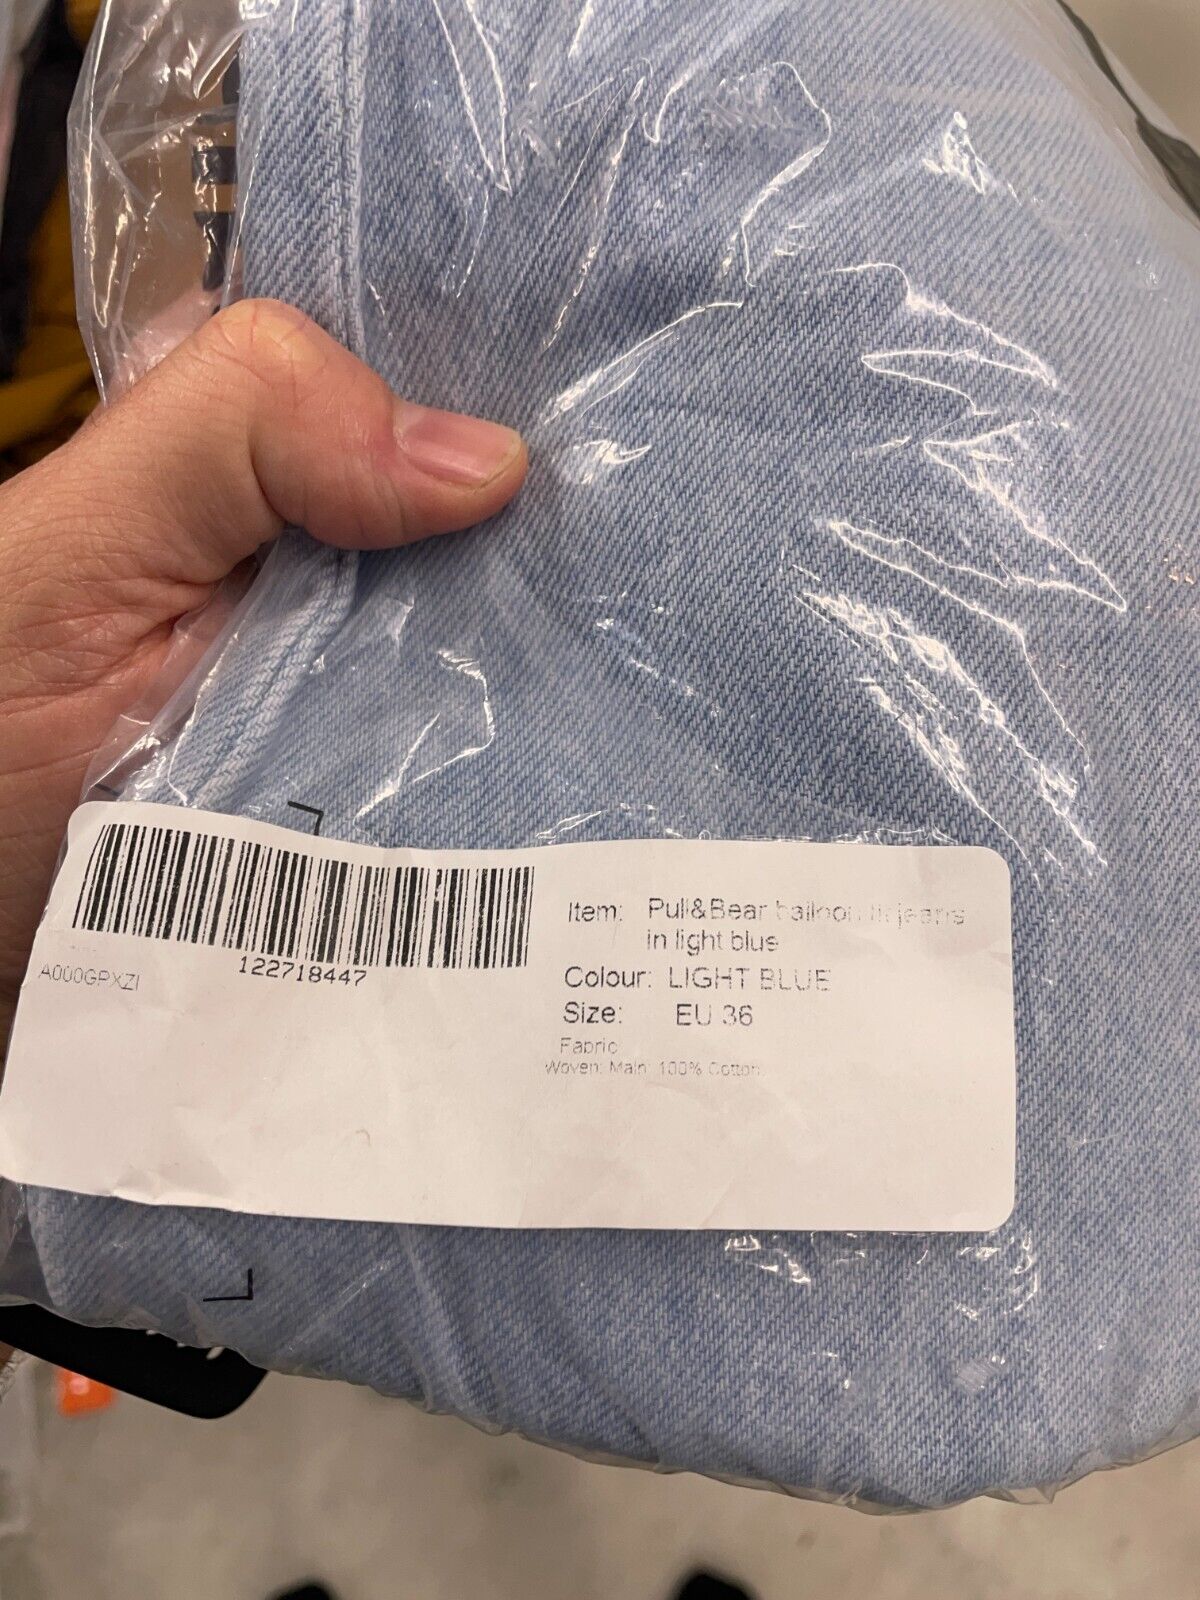 122718447
A000GPXZI
Item: Pull&Bear balloon fit jeans
in light blue
Colour: LIGHT BLUE
Size: EU 36
Fabric
Woven: Main: 100% Cotton.